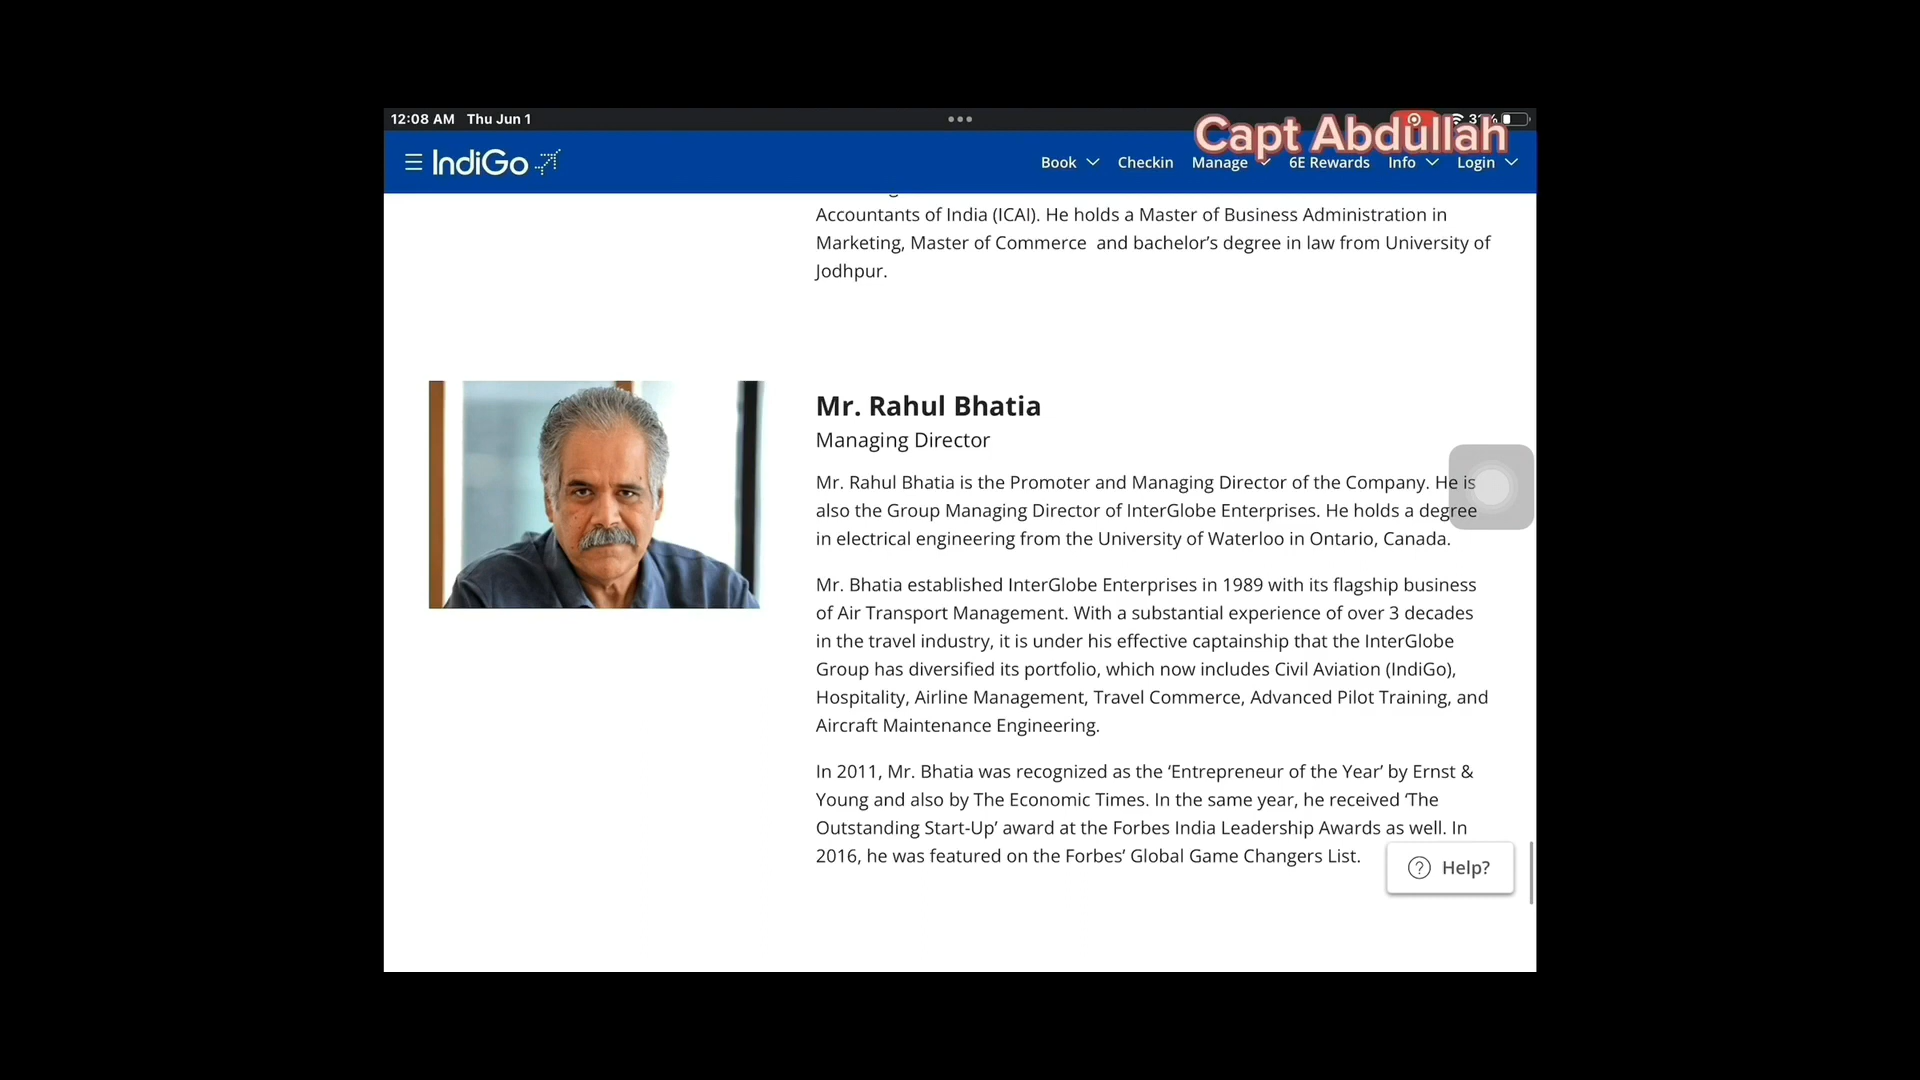 12:08 AM Thu Jun 1
Capt Abdullah
IndiGo
Book
Checkin
Manage
6E Rewards
Info
Login
Accountants of India (ICAI). He holds a Master of Business Administration in
Marketing, Master of Commerce and bachelor’s degree in law from University of
Jodhpur.
Mr. Rahul Bhatia
Managing Director
Mr. Rahul Bhatia is the Promoter and Managing Director of the Company. He is
also the Group Managing Director of InterGlobe Enterprises. He holds a degree
in electrical engineering from the University of Waterloo in Ontario, Canada.
Mr. Bhatia established InterGlobe Enterprises in 1989 with its flagship business
of Air Transport Management. With a substantial experience of over 3 decades
in the travel industry, it is under his effective captainship that the InterGlobe
Group has diversified its portfolio, which now includes Civil Aviation (IndiGo),
Hospitality, Airline Management, Travel Commerce, Advanced Pilot Training, and
Aircraft Maintenance Engineering.
In 2011, Mr. Bhatia was recognized as the ‘Entrepreneur of the Year’ by Ernst &
Young and also by The Economic Times. In the same year, he received ‘The
Outstanding Start-Up’ award at the Forbes India Leadership Awards as well. In
2016, he was featured on the Forbes’ Global Game Changers List.
Help?